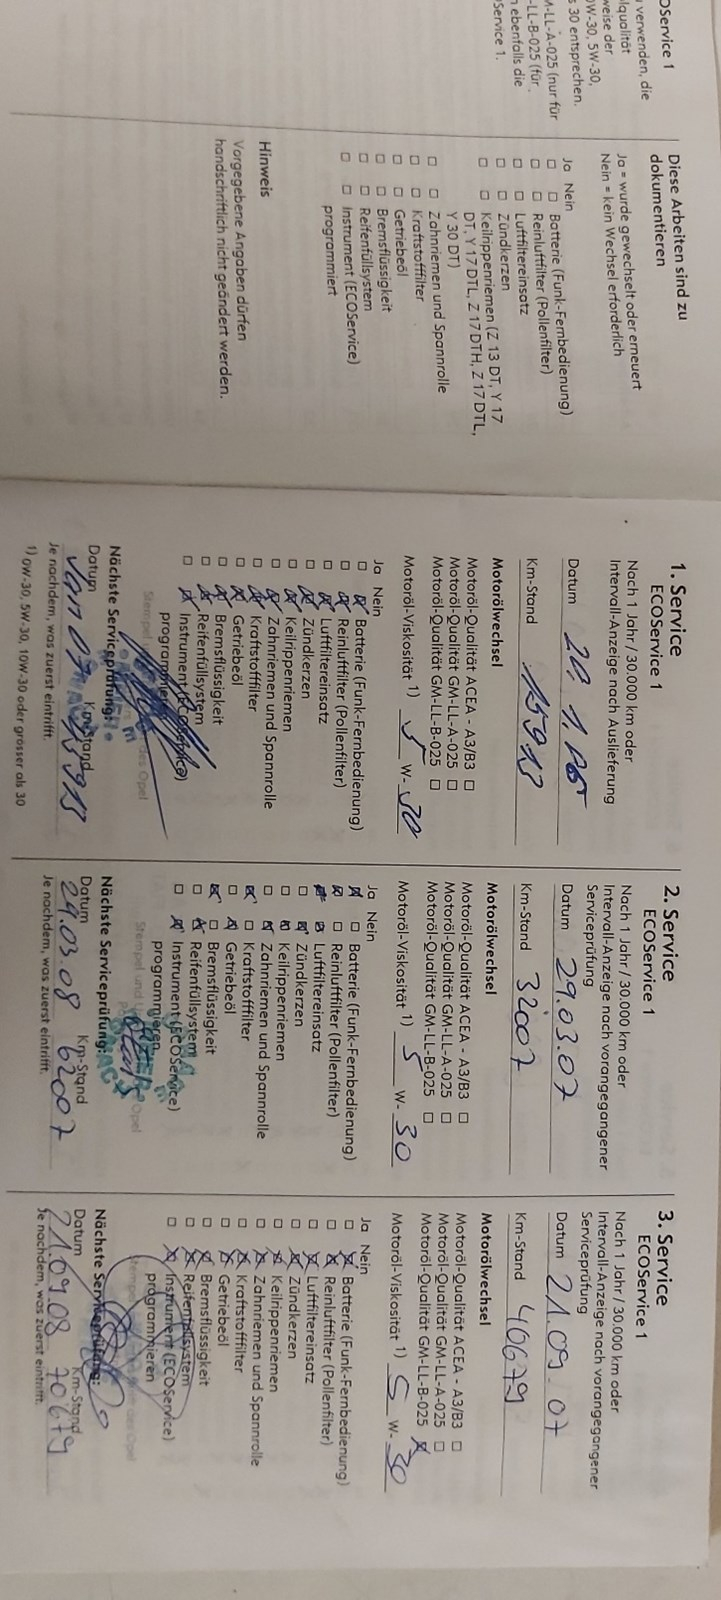 OService 1
verwenden, die
lqualität
weise der
0W-30, 5W-30,
s 30 entsprechen.
M-LL-A-025 (nur für
-LL-B-025 (für
ebenfalls die
Service 1.
Diese Arbeiten sind zu
dokumentieren
Ja = wurde gewechselt oder erneuert
Nein = kein Wechsel erforderlich
Ja Nein
☐ ☐ Batterie (Funk-Fernbedienung)
☐ ☐ Reinluftfilter (Pollenfilter)
☐ ☐ Luftfiltereinsatz
☐ ☐ Zündkerzen
☐ ☐ Keilrippenriemen (Z 13 DT, Y 17
DT, Y 17 DTL, Z 17 DTH, Z 17 DTL,
Y 30 DT)
☐ ☐ Zahnriemen und Spannrolle
☐ ☐ Kraftstofffilter
☐ ☐ Getriebeöl
☐ ☐ Bremsflüssigkeit
☐ ☐ Reifenfüllsystem
☐ ☐ Instrument (ECOService)
programmiert
Hinweis
Vorgegebene Angaben dürfen
handschriftlich nicht geändert werden.
1. Service
ECOService 1
Nach 1 Jahr / 30.000 km oder
Intervall-Anzeige nach Auslieferung
Datum 20. 1. 06
Km-Stand 15913
Motorölwechsel
Motoröl-Qualität ACEA - A3/B3 ☐
Motoröl-Qualität GM-LL-A-025 ☐
Motoröl-Qualität GM-LL-B-025 ☐
Motoröl-Viskosität 1) 5 W- 30
Ja Nein
☐ ☒ Batterie (Funk-Fernbedienung)
☐ ☒ Reinluftfilter (Pollenfilter)
☐ ☒ Luftfiltereinsatz
☐ ☒ Zündkerzen
☐ ☒ Keilrippenriemen
☐ ☒ Zahnriemen und Spannrolle
☐ ☒ Kraftstofffilter
☐ ☒ Getriebeöl
☐ ☒ Bremsflüssigkeit
☐ ☒ Reifenfüllsystem
☐ ☒ Instrument (ECOService)
programmieren
Nächste Serviceprüfung:
Datum Km-Stand
Jan 07
Je nachdem, was zuerst eintrifft.
1) 0W-30, 5W-30, 10W-30 oder grösser als 30
2. Service
ECOService 1
Nach 1 Jahr / 30.000 km oder
Intervall-Anzeige nach vorangegangener
Serviceprüfung
Datum 29.03.07
Km-Stand 32007
Motorölwechsel
Motoröl-Qualität ACEA - A3/B3 ☐
Motoröl-Qualität GM-LL-A-025 ☐
Motoröl-Qualität GM-LL-B-025 ☐
Motoröl-Viskosität 1) 5 W- 30
Ja Nein
☒ ☐ Batterie (Funk-Fernbedienung)
☒ ☐ Reinluftfilter (Pollenfilter)
☒ ☒ Luftfiltereinsatz
☐ ☒ Zündkerzen
☐ ☒ Keilrippenriemen
☐ ☒ Zahnriemen und Spannrolle
☒ ☐ Kraftstofffilter
☐ ☒ Getriebeöl
☒ ☐ Bremsflüssigkeit
☐ ☒ Reifenfüllsystem
☐ ☒ Instrument (ECOService)
programmieren
Nächste Serviceprüfung:
Datum Km-Stand
29.03.08 62007
Je nachdem, was zuerst eintrifft.
3. Service
ECOService 1
Nach 1 Jahr / 30.000 km oder
Intervall-Anzeige nach vorangegangener
Serviceprüfung
Datum 21.09.07
Km-Stand 40679
Motorölwechsel
Motoröl-Qualität ACEA - A3/B3 ☐
Motoröl-Qualität GM-LL-A-025 ☐
Motoröl-Qualität GM-LL-B-025 ☒
Motoröl-Viskosität 1) 5 W- 30
Ja Nein
☐ ☒ Batterie (Funk-Fernbedienung)
☐ ☒ Reinluftfilter (Pollenfilter)
☐ ☒ Luftfiltereinsatz
☐ ☒ Zündkerzen
☐ ☒ Keilrippenriemen
☐ ☒ Zahnriemen und Spannrolle
☐ ☒ Kraftstofffilter
☐ ☒ Getriebeöl
☐ ☒ Bremsflüssigkeit
☐ ☒ Reifenfüllsystem
☐ ☒ Instrument (ECOService)
programmieren
Nächste Serviceprüfung:
Datum Km-Stand
21.09.08 70679
Je nachdem, was zuerst eintrifft.